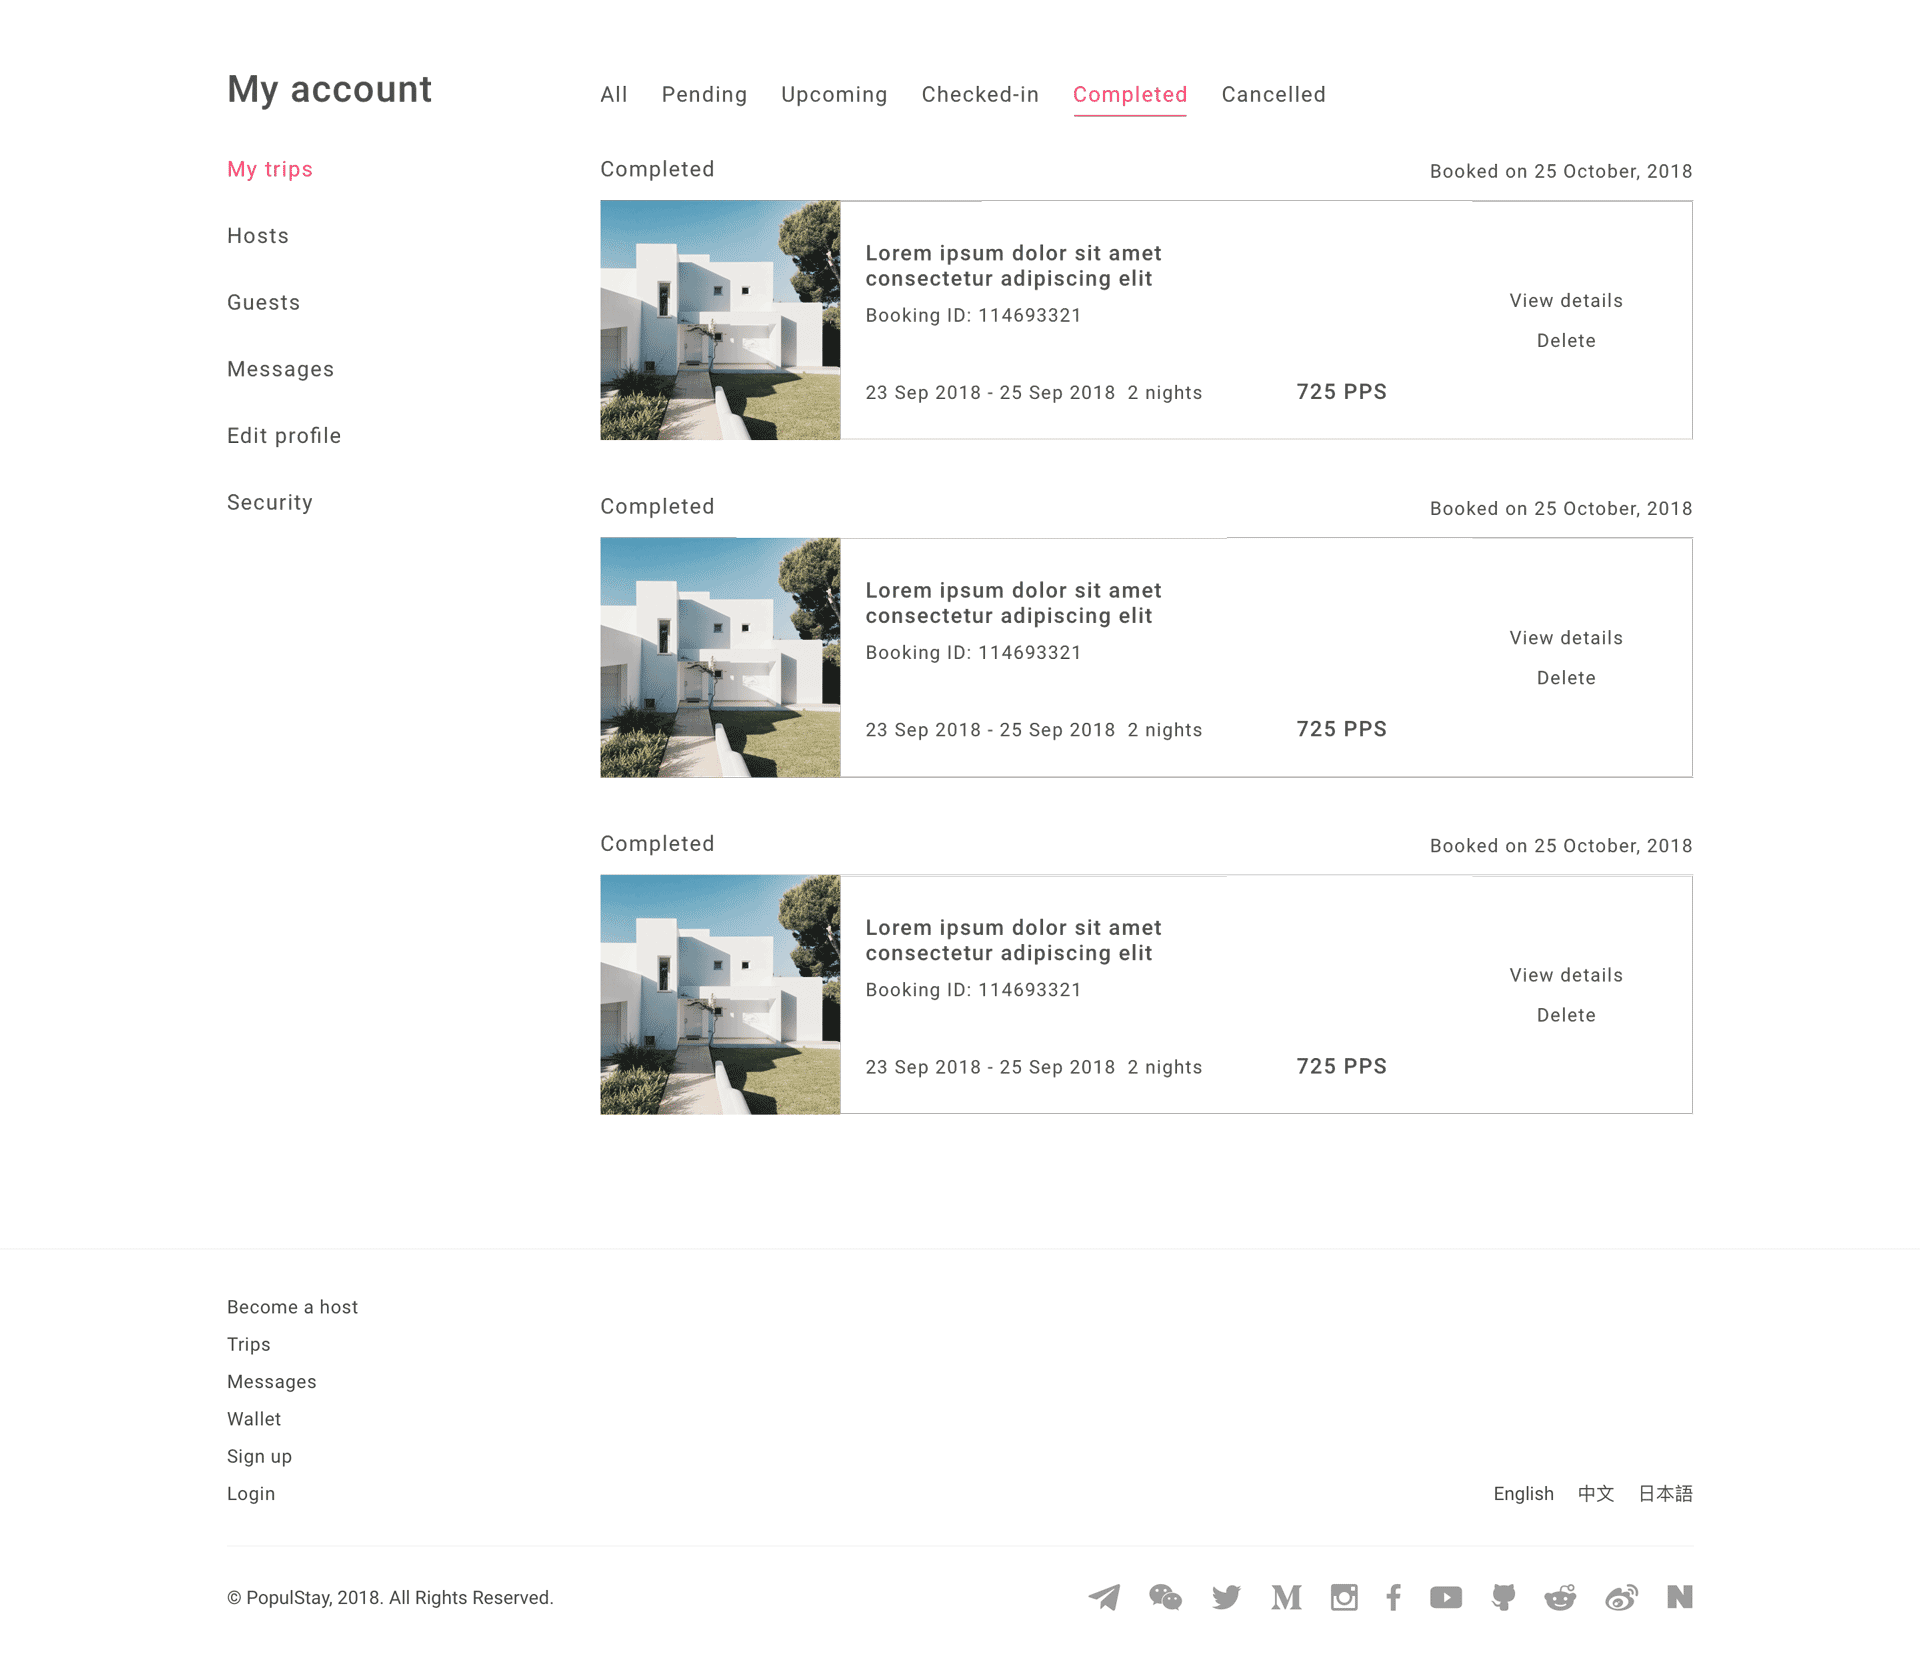 My account
All
Pending
Upcoming
Checked-in
Completed
Cancelled
My trips
Hosts
Guests
Messages
Edit profile
Security
Completed
Booked on 25 October, 2018
Lorem ipsum dolor sit amet
consectetur adipiscing elit
Booking ID: 114693321
23 Sep 2018 - 25 Sep 2018 2 nights
725 PPS
View details
Delete
Completed
Booked on 25 October, 2018
Lorem ipsum dolor sit amet
consectetur adipiscing elit
Booking ID: 114693321
23 Sep 2018 - 25 Sep 2018 2 nights
725 PPS
View details
Delete
Completed
Booked on 25 October, 2018
Lorem ipsum dolor sit amet
consectetur adipiscing elit
Booking ID: 114693321
23 Sep 2018 - 25 Sep 2018 2 nights
725 PPS
View details
Delete
Become a host
Trips
Messages
Wallet
Sign up
Login
English 中文 日本語
© PopulStay, 2018. All Rights Reserved.